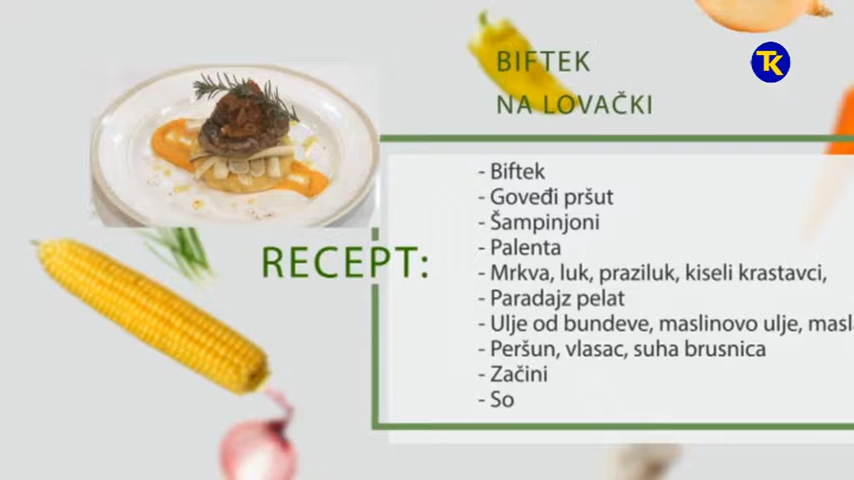 BIFTEK
NA LOVAČKI
TK
RECEPT:
- Biftek
- Goveđi pršut
- Šampinjoni
- Palenta
- Mrkva, luk, praziluk, kiseli krastavci,
- Paradajz pelat
- Ulje od bundeve, maslinovo ulje,
- Peršun, vlasac, suha brusnica
- Začini
- So